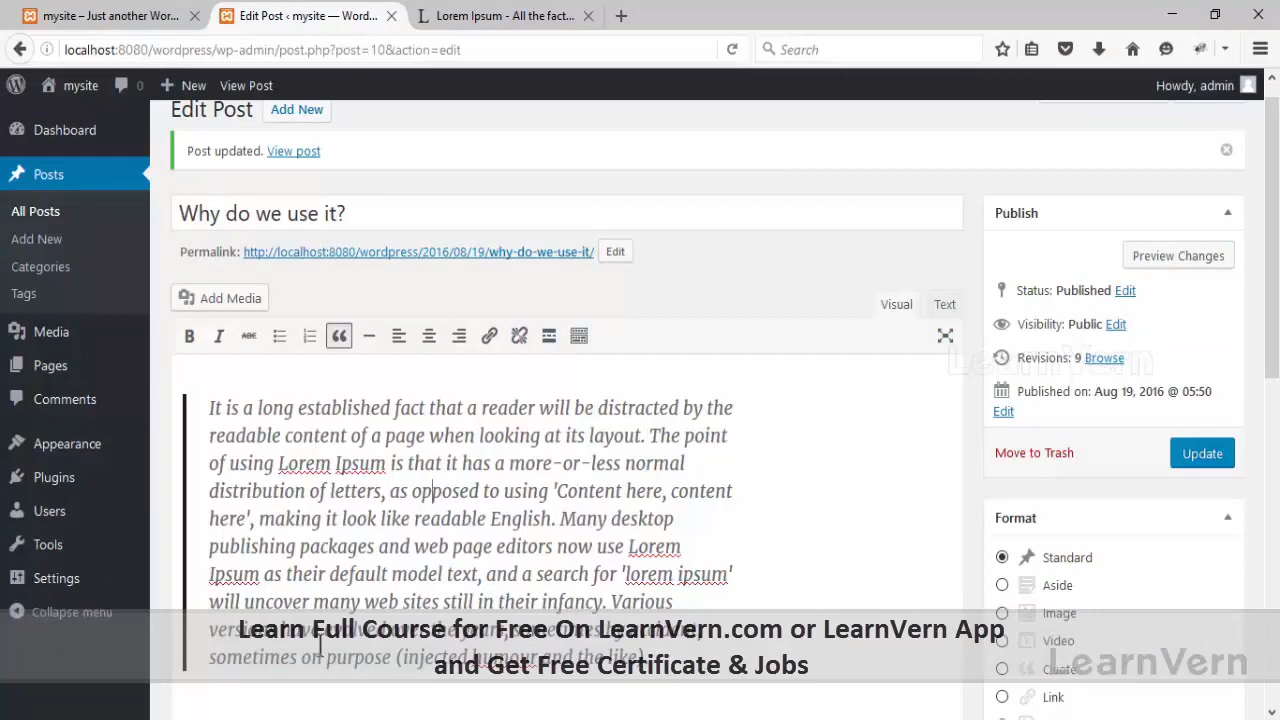 mysite – Just another Wor...
Edit Post ‹ mysite — Word...
Lorem Ipsum - All the fact...
localhost:8080/wordpress/wp-admin/post.php?post=10&action=edit
Search
mysite
0
New
View Post
Howdy, admin
Dashboard
Posts
All Posts
Add New
Categories
Tags
Media
Pages
Comments
Appearance
Plugins
Users
Tools
Settings
Collapse menu
Edit Post
Add New
Post updated. View post
Why do we use it?
Permalink: http://localhost:8080/wordpress/2016/08/19/why-do-we-use-it/ Edit
Add Media
Visual
Text
B I ABC
It is a long established fact that a reader will be distracted by the
readable content of a page when looking at its layout. The point
of using Lorem Ipsum is that it has a more-or-less normal
distribution of letters, as opposed to using 'Content here, content
here', making it look like readable English. Many desktop
publishing packages and web page editors now use Lorem
Ipsum as their default model text, and a search for 'lorem ipsum'
will uncover many web sites still in their infancy. Various
sometimes on purpose (injected humour and the like)
Publish
Preview Changes
Status: Published Edit
Visibility: Public Edit
Revisions: 9 Browse
Published on: Aug 19, 2016 @ 05:50
Edit
Move to Trash
Update
Format
Standard
Aside
Image
Video
Quote
Link
LearnVern
Learn Full Course for Free On LearnVern.com or LearnVern App
and Get Free Certificate & Jobs
LearnVern